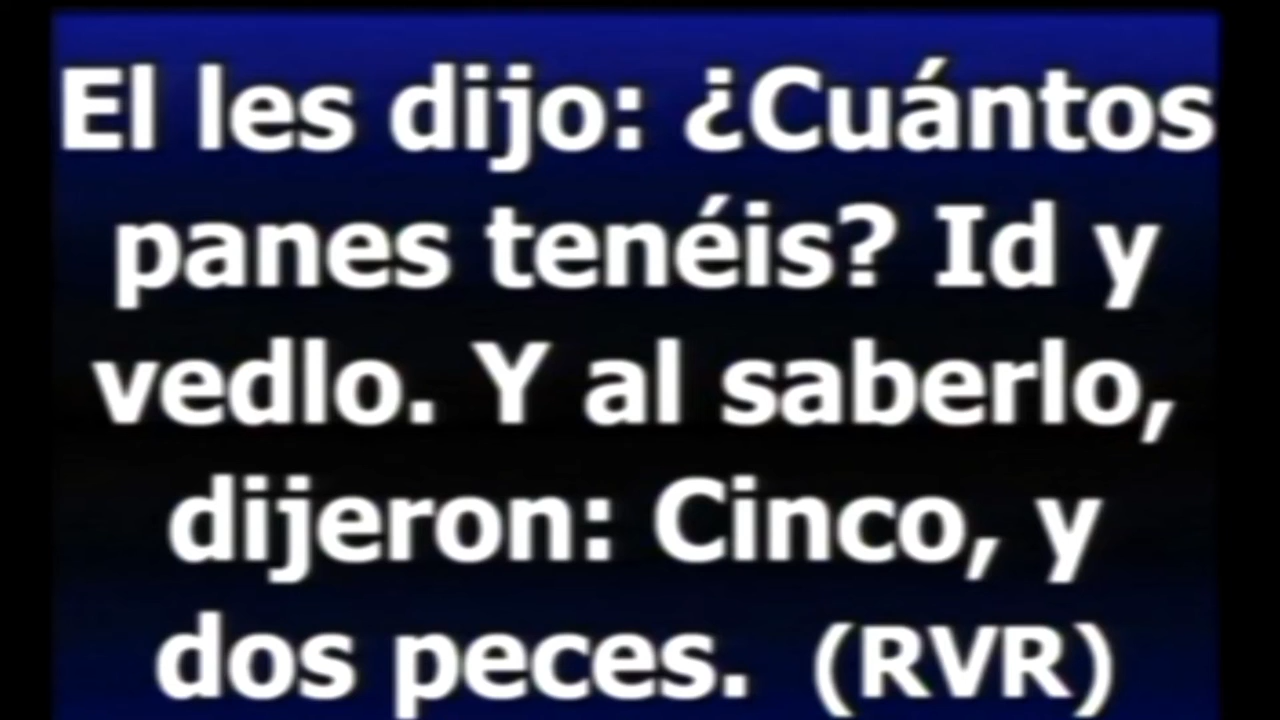 El les dijo: ¿Cuántos
panes tenéis? Id y
vedlo. Y al saberlo,
dijeron: Cinco, y
dos peces. (RVR)